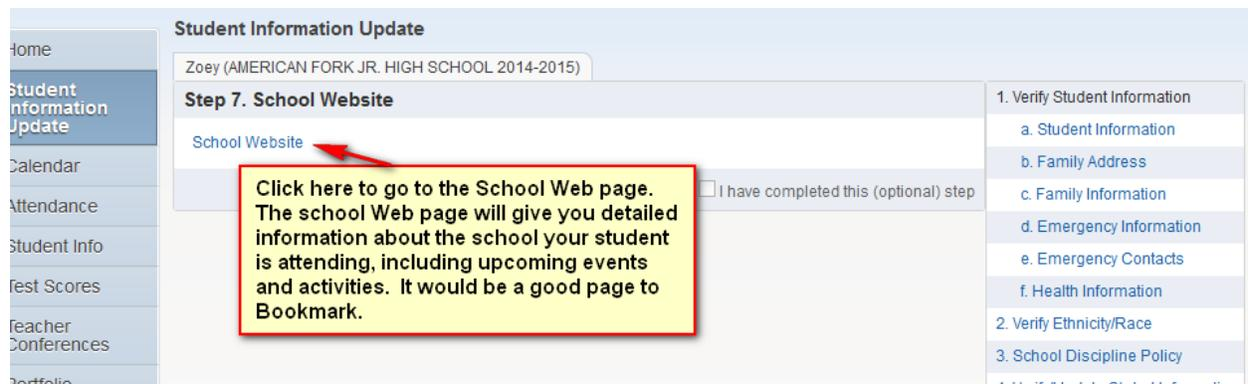 Home
Student
Information
Update
Calendar
Attendance
Student Info
Test Scores
Teacher
Conferences
Portfolio
Student Information Update
Zoey (AMERICAN FORK JR. HIGH SCHOOL 2014-2015)
Step 7. School Website
School Website
Click here to go to the School Web page.
The school Web page will give you detailed
information about the school your student
is attending, including upcoming events
and activities.  It would be a good page to
Bookmark.
I have completed this (optional) step
1. Verify Student Information
a. Student Information
b. Family Address
c. Family Information
d. Emergency Information
e. Emergency Contacts
f. Health Information
2. Verify Ethnicity/Race
3. School Discipline Policy